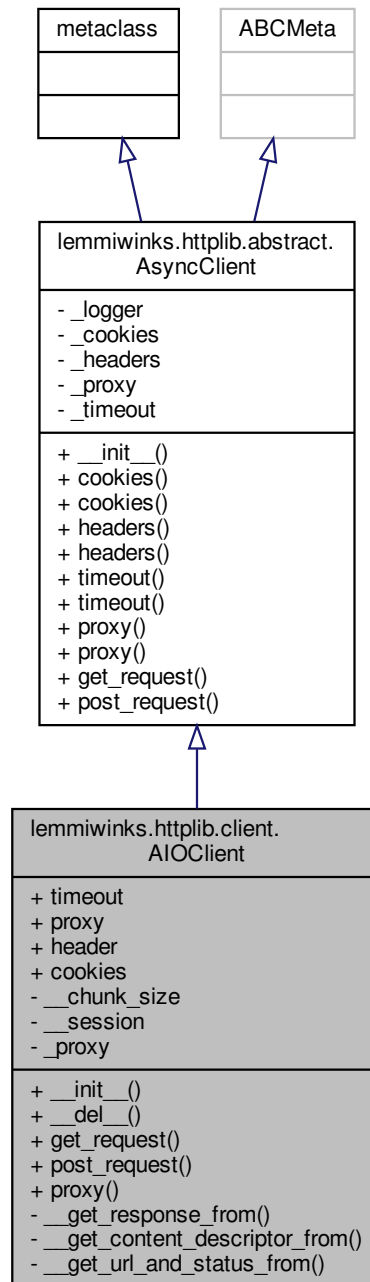 metaclass
ABCMeta
lemmiwinks.httplib.abstract.
AsyncClient
- _logger
- _cookies
- _headers
- _proxy
- _timeout
+ __init__()
+ cookies()
+ cookies()
+ headers()
+ headers()
+ timeout()
+ timeout()
+ proxy()
+ proxy()
+ get_request()
+ post_request()
lemmiwinks.httplib.client.
AIOClient
+ timeout
+ proxy
+ header
+ cookies
- __chunk_size
- __session
- _proxy
+ __init__()
+ __del__()
+ get_request()
+ post_request()
+ proxy()
- __get_response_from()
- __get_content_descriptor_from()
- __get_url_and_status_from()